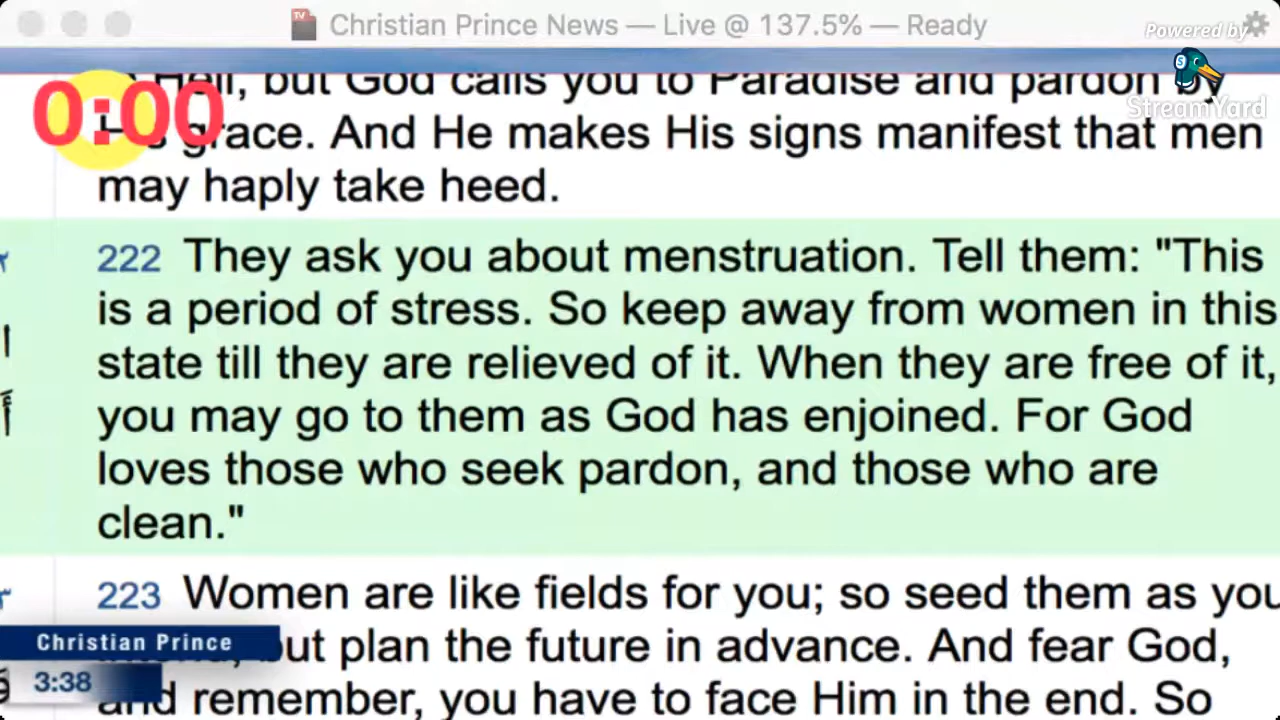 Christian Prince News — Live @ 137.5% — Ready
Powered by
StreamYard
0:00
Hell, but God calls you to Paradise and pardon by
His grace. And He makes His signs manifest that men
may haply take heed.
222 They ask you about menstruation. Tell them: "This
is a period of stress. So keep away from women in this
state till they are relieved of it. When they are free of it,
you may go to them as God has enjoined. For God
loves those who seek pardon, and those who are
clean."
223 Women are like fields for you; so seed them as you
but plan the future in advance. And fear God,
and remember, you have to face Him in the end. So
Christian Prince
3:38